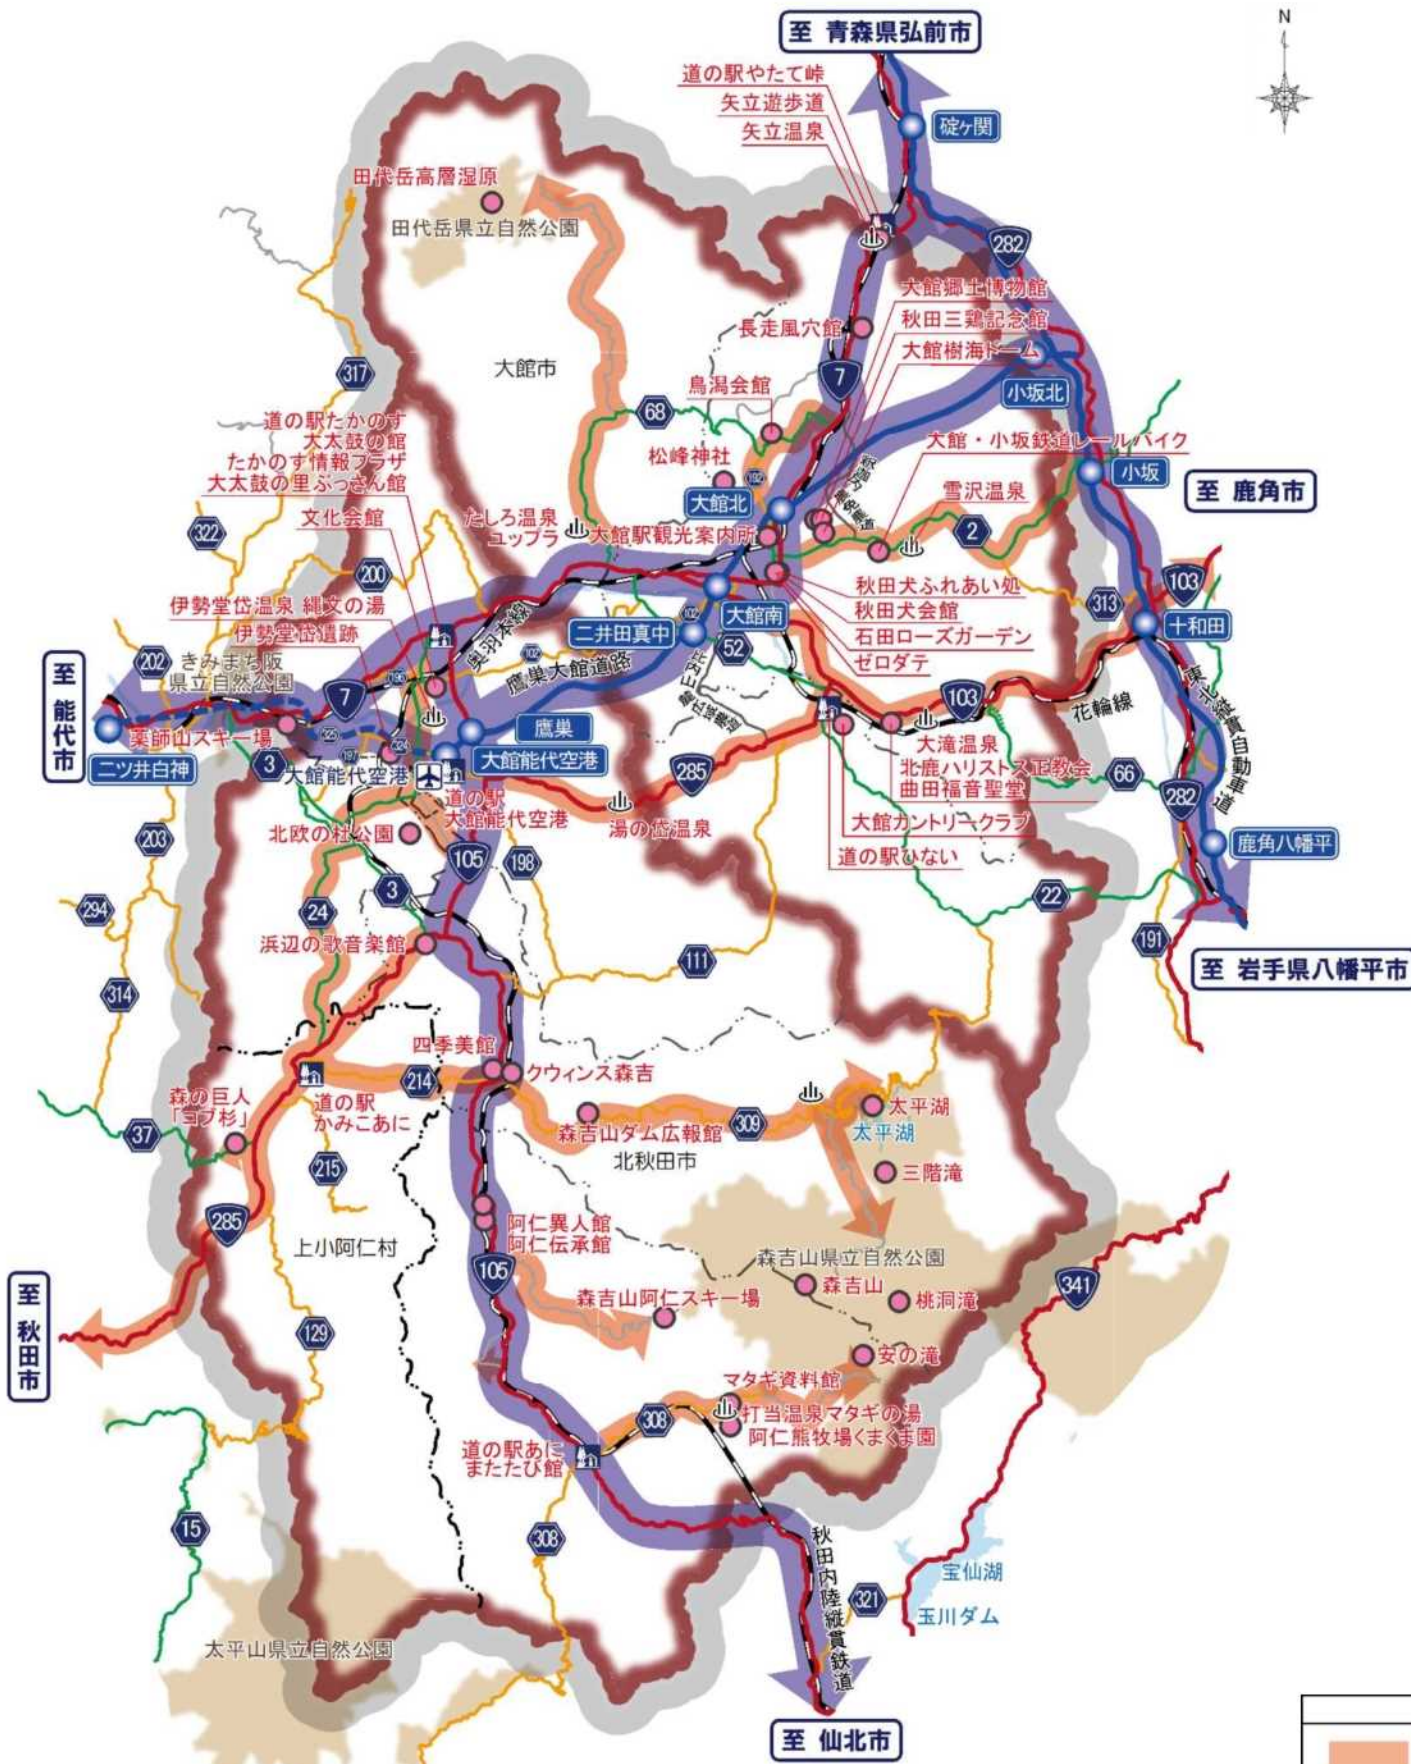 至 青森県弘前市
N
道の駅やたて峠
矢立遊歩道
矢立温泉
碇ヶ関
田代岳高層湿原
田代岳県立自然公園
282
大館郷土博物館
秋田三鶏記念館
大館樹海ドーム
長走風穴館
大館市
7
317
鳥潟会館
小坂北
68
道の駅たかのす
大太鼓の館
たかのす情報プラザ
大太鼓の里ぶっさん館
松峰神社
大館・小坂鉄道レールバイク
小坂
至 鹿角市
192
大館北
雪沢温泉
文化会館
たしろ温泉
ユップラ
大館駅観光案内所
2
322
200
秋田犬ふれあい処
103
313
伊勢堂岱温泉 縄文の湯
大館南
秋田犬会館
十和田
伊勢堂岱遺跡
二井田真中
102
石田ローズガーデン
52
ゼロダテ
至 能代市
202
きみまち阪
県立自然公園
奥羽本線
102
鷹巣大館道路
193
7
103
花輪線
東北縦貫自動車道
薬師山スキー場
325
324
197
鷹巣
大館能代空港
二ツ井白神
3
大館能代空港
大滝温泉
北鹿ハリストス正教会
曲田福音聖堂
285
66
282
道の駅
大館能代空港
湯の岱温泉
大館カントリークラブ
北欧の杜公園
道の駅ひない
鹿角八幡平
203
105
198
3
22
294
24
191
浜辺の歌音楽館
111
至 岩手県八幡平市
314
四季美館
クウィンス森吉
214
森の巨人
「コブ杉」
道の駅
かみこあに
太平湖
太平湖
37
森吉山ダム広報館
309
北秋田市
215
三階滝
285
阿仁異人館
阿仁伝承館
上小阿仁村
森吉山県立自然公園
105
森吉山
341
森吉山阿仁スキー場
桃洞滝
至 秋田市
129
安の滝
マタギ資料館
308
打当温泉マタギの湯
阿仁熊牧場くまくま園
道の駅あに
またたび館
15
308
秋田内陸縦貫鉄道
宝仙湖
321
玉川ダム
太平山県立自然公園
至 仙北市